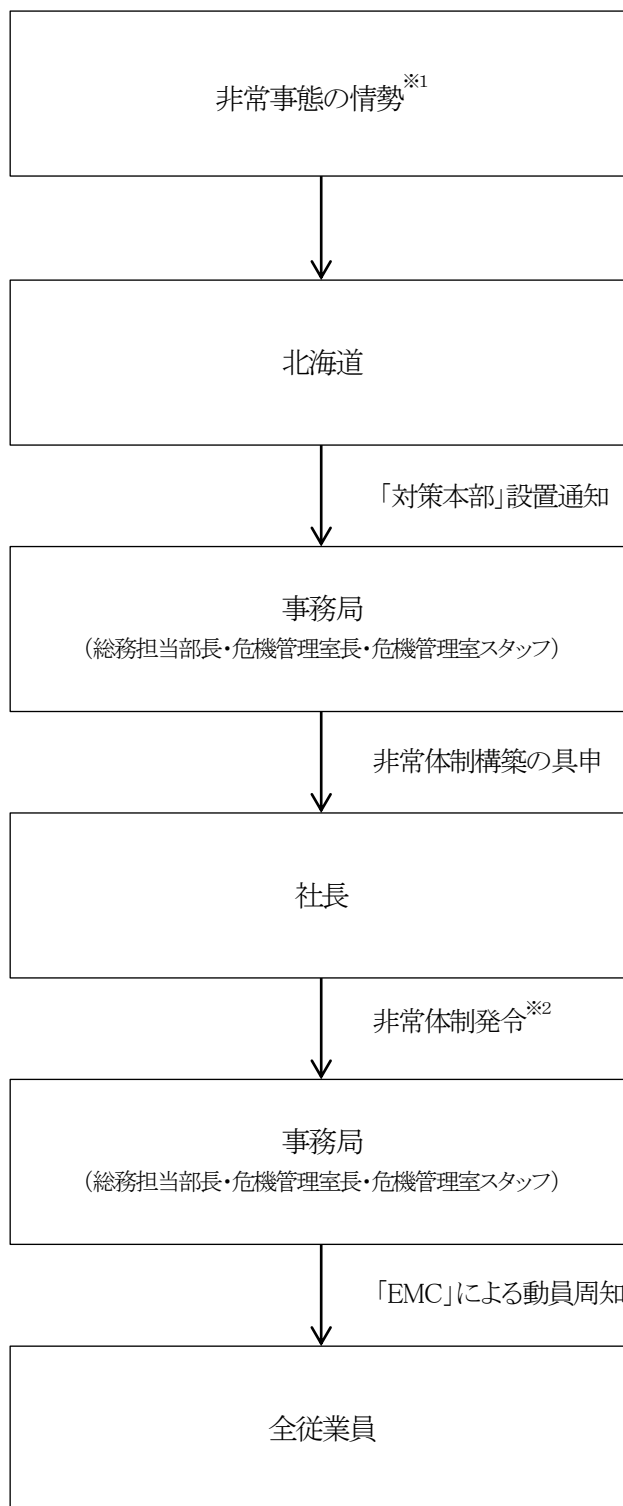 非常事態の情勢※1
北海道
「対策本部」設置通知
事務局
（総務担当部長・危機管理室長・危機管理室スタッフ）
非常体制構築の具申
社長
非常体制発令※2
事務局
（総務担当部長・危機管理室長・危機管理室スタッフ）
「EMC」による動員周知
全従業員